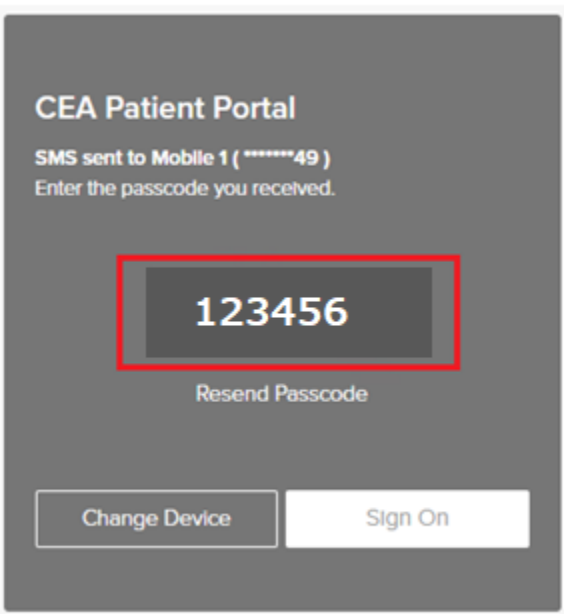 CEA Patient Portal
SMS sent to Mobile 1 ( *******49 )
Enter the passcode you received.
123456
Resend Passcode
Change Device
Sign On